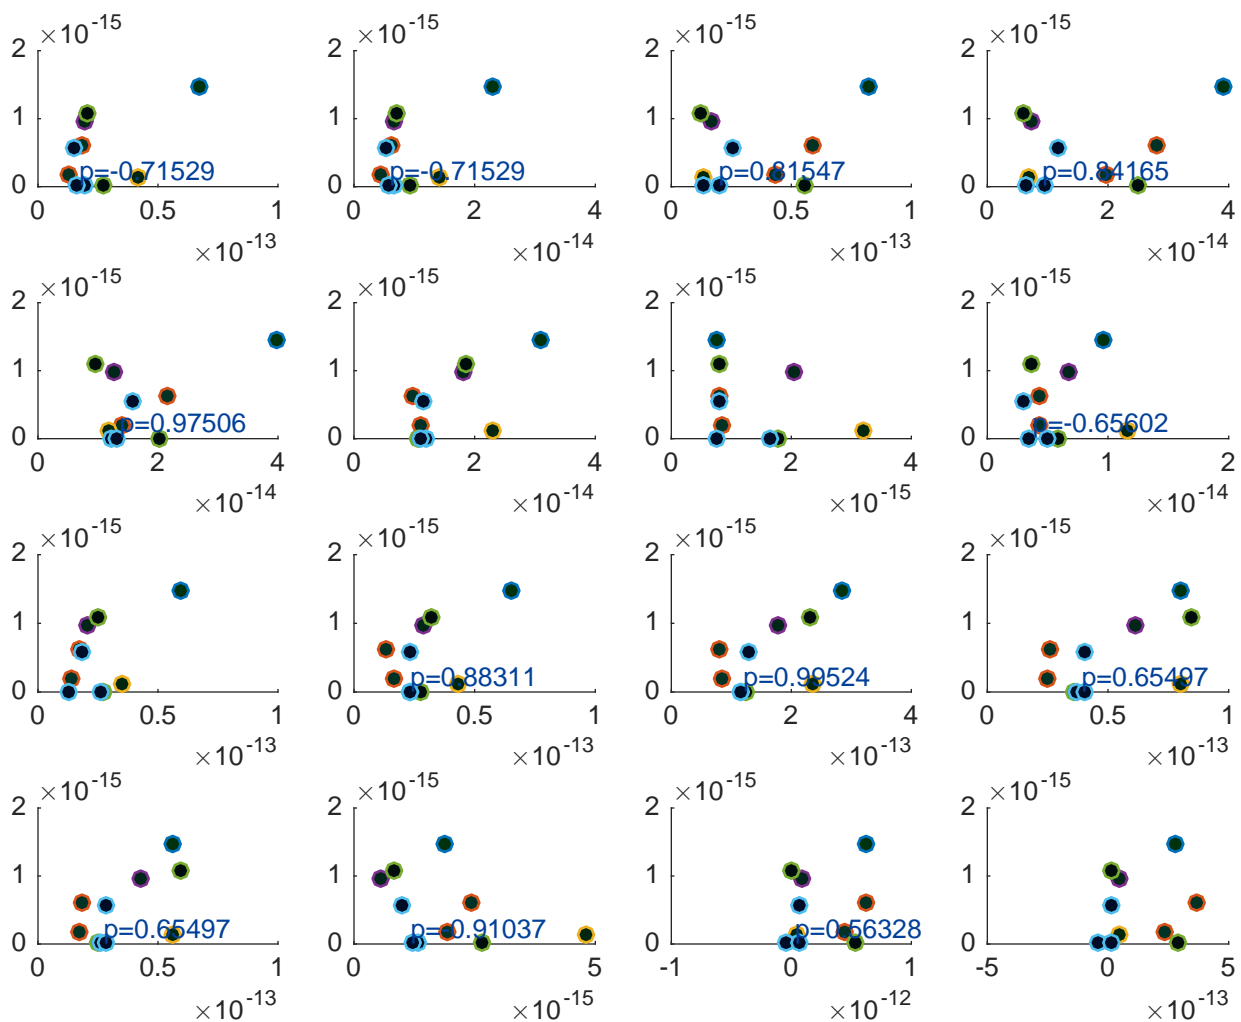 ×10-15 ×10-15 ×10-15 ×10-15
2 2 2 2
1 1 1 1
p=-0.71529 p=-0.71529 p=0.81547 p=0.84165
0 0 0 0
0 0.5 1 0 2 4 0 0.5 1 0 2 4
×10-13 ×10-14 ×10-13 ×10-14
×10-15 ×10-15 ×10-15 ×10-15
2 2 2 2
1 1 1 1
p=0.97506 p=-0.65602
0 0 0 0
0 2 4 0 2 4 0 2 4 0 1 2
×10-14 ×10-14 ×10-15 ×10-14
×10-15 ×10-15 ×10-15 ×10-15
2 2 2 2
1 1 1 1
p=0.88311 p=0.99524 p=0.65497
0 0 0 0
0 0.5 1 0 0.5 1 0 2 4 0 0.5 1
×10-13 ×10-13 ×10-13 ×10-13
×10-15 ×10-15 ×10-15 ×10-15
2 2 2 2
1 1 1 1
p=0.65497 p=0.91037 p=0.56328
0 0 0 0
0 0.5 1 0 5 -1 0 1 -5 0 5
×10-13 ×10-15 ×10-12 ×10-13